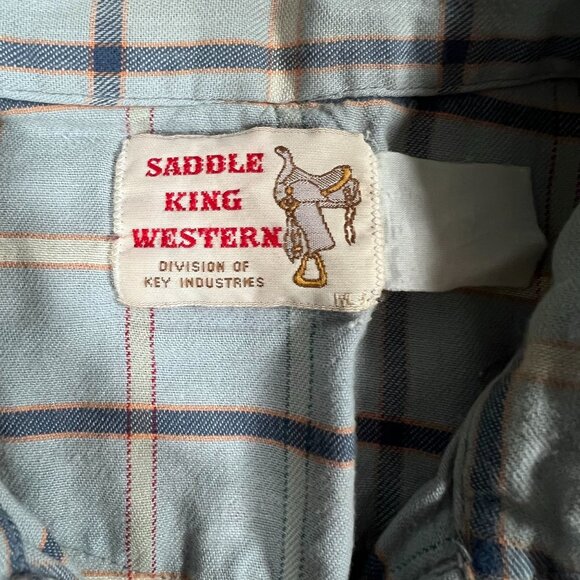 SADDLE
KING
WESTERN
DIVISION OF
KEY INDUSTRIES